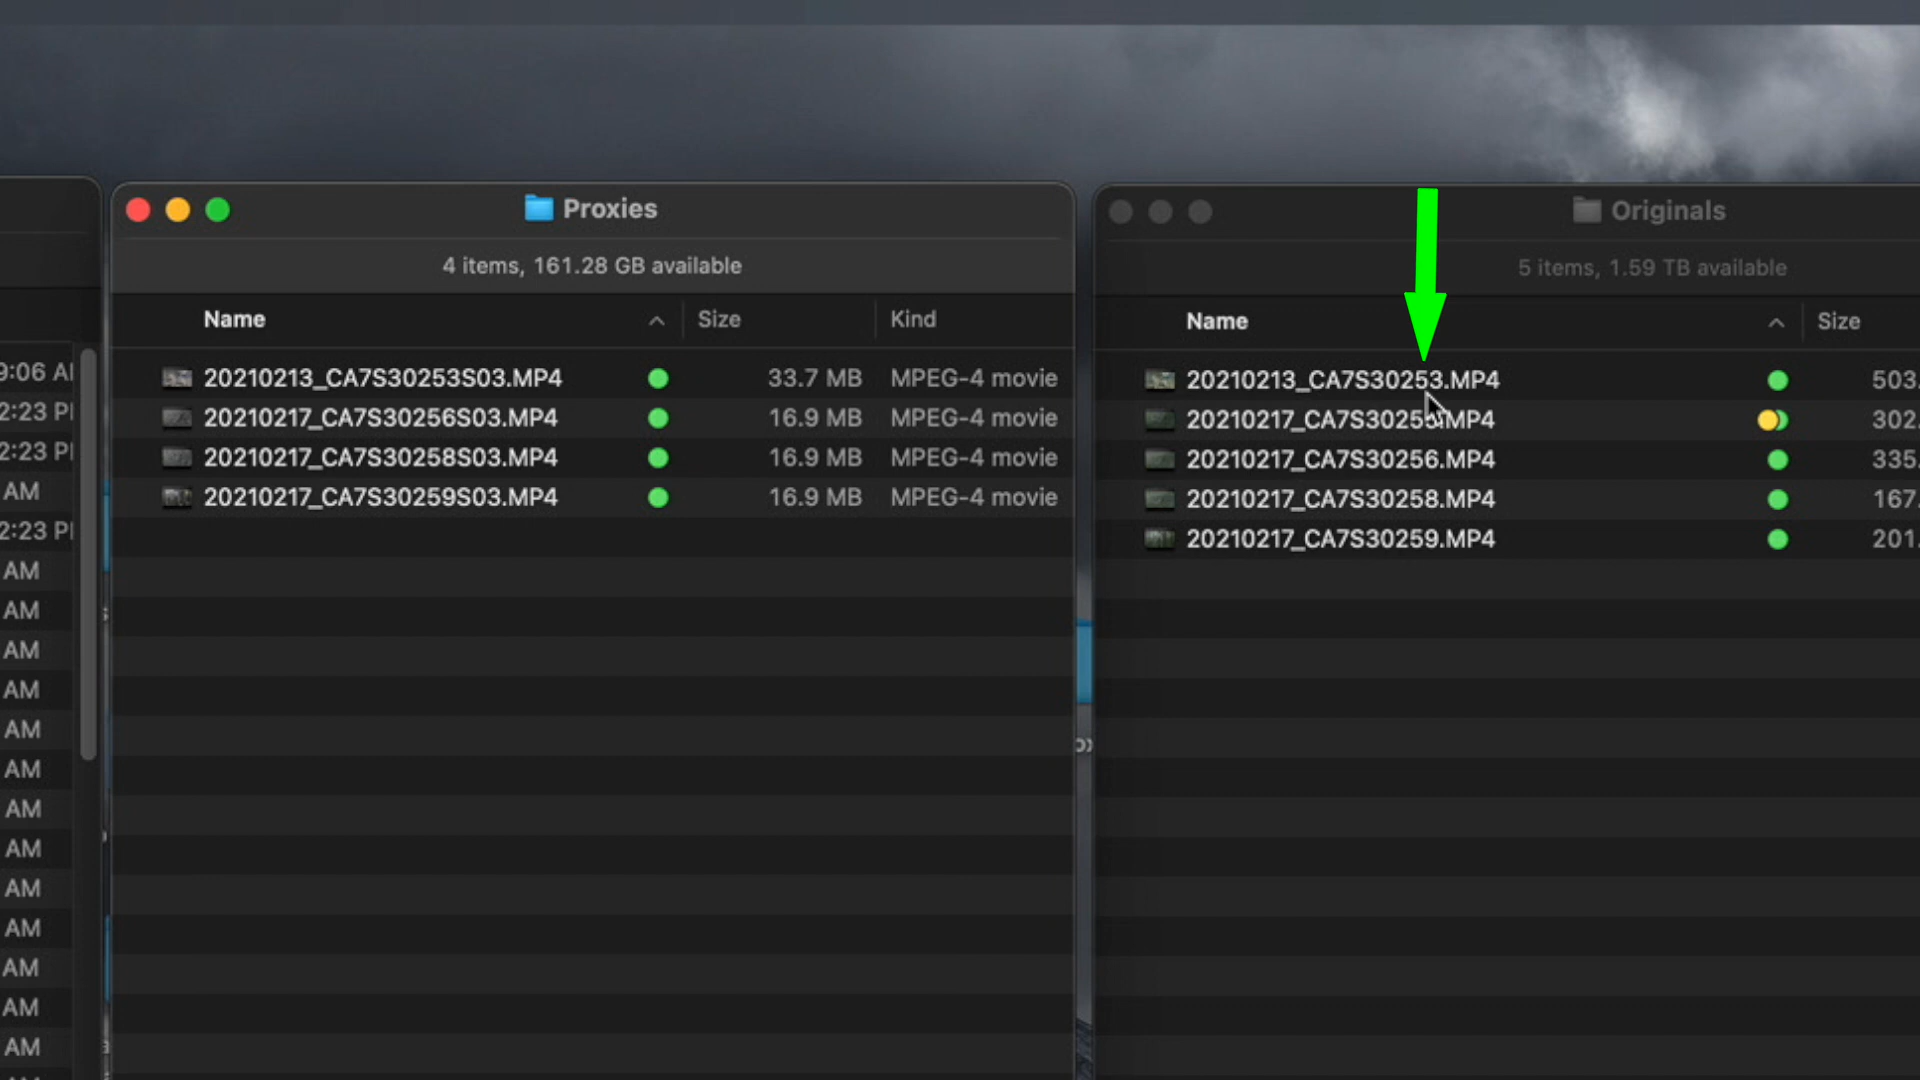 Proxies
4 items, 161.28 GB available
Name
Size
Kind
20210213_CA7S30253S03.MP4
33.7 MB
MPEG-4 movie
20210217_CA7S30256S03.MP4
16.9 MB
MPEG-4 movie
20210217_CA7S30258S03.MP4
16.9 MB
MPEG-4 movie
20210217_CA7S30259S03.MP4
16.9 MB
MPEG-4 movie
Originals
5 items, 1.59 TB available
Name
Size
20210213_CA7S30253.MP4
503.
20210217_CA7S30255.MP4
302.
20210217_CA7S30256.MP4
335.
20210217_CA7S30258.MP4
167.
20210217_CA7S30259.MP4
201.
9:06 A
2:23 P
2:23 P
AM
2:23 P
AM
AM
AM
AM
AM
AM
AM
AM
AM
AM
AM
AM
AM